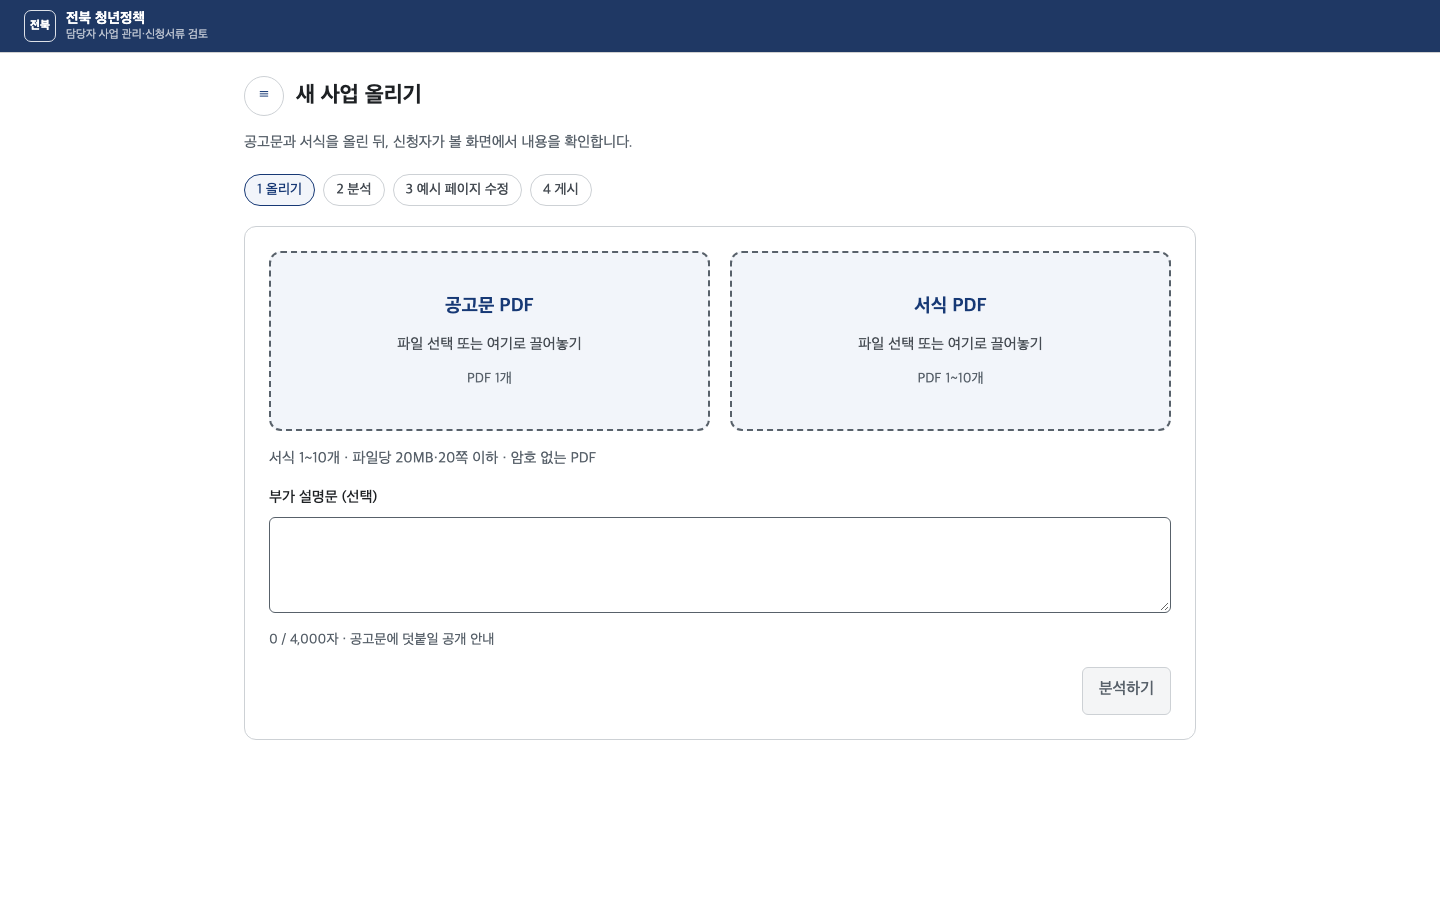 전북
전북 청년정책
담당자 사업 관리·신청서류 검토
≡
새 사업 올리기
공고문과 서식을 올린 뒤, 신청자가 볼 화면에서 내용을 확인합니다.
1 올리기
2 분석
3 예시 페이지 수정
4 게시
공고문 PDF
파일 선택 또는 여기로 끌어놓기
PDF 1개
서식 PDF
파일 선택 또는 여기로 끌어놓기
PDF 1~10개
서식 1~10개 · 파일당 20MB·20쪽 이하 · 암호 없는 PDF
부가 설명문 (선택)
0 / 4,000자 · 공고문에 덧붙일 공개 안내
분석하기